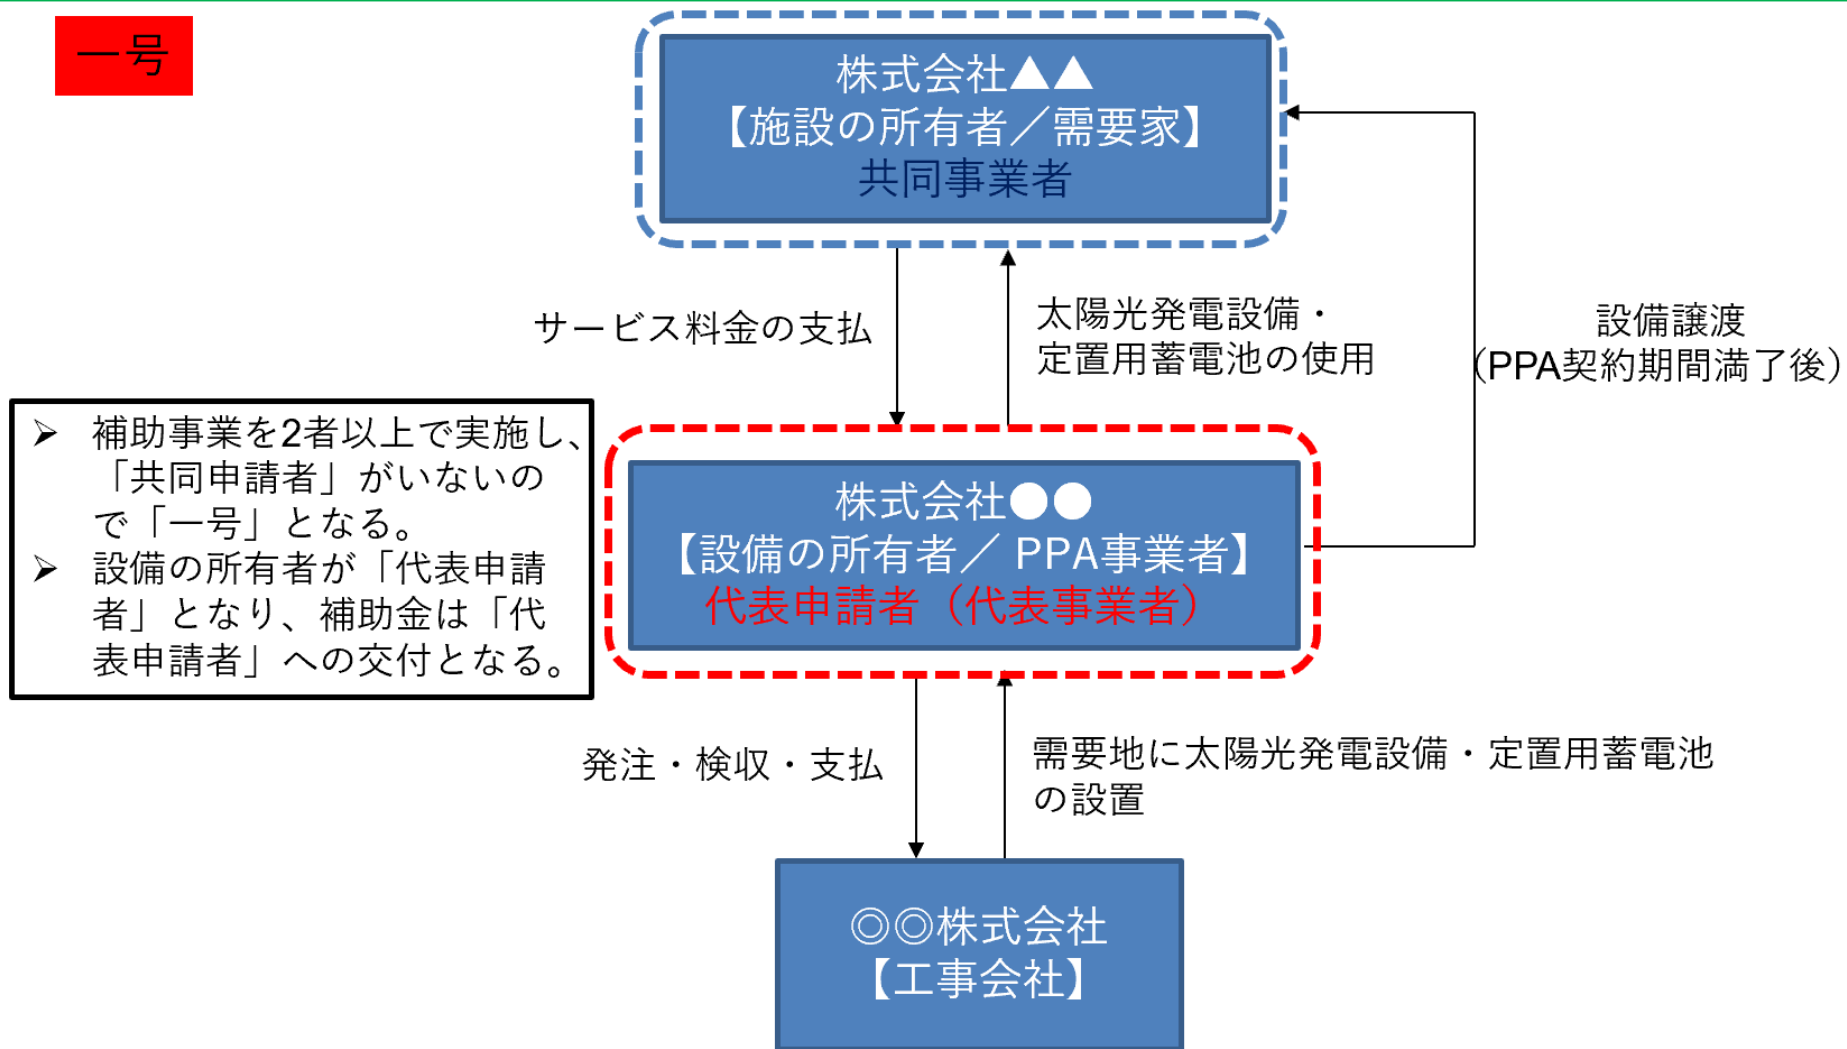 一号
株式会社▲▲
【施設の所有者／需要家】
共同事業者
サービス料金の支払
太陽光発電設備・
定置用蓄電池の使用
設備譲渡
（PPA契約期間満了後）
➢ 補助事業を2者以上で実施し、
「共同申請者」がいないの
で「一号」となる。
➢ 設備の所有者が「代表申請
者」となり、補助金は「代
表申請者」への交付となる。
株式会社●●
【設備の所有者／ PPA事業者】
代表申請者（代表事業者）
発注・検収・支払
需要地に太陽光発電設備・定置用蓄電池
の設置
◎◎株式会社
【工事会社】